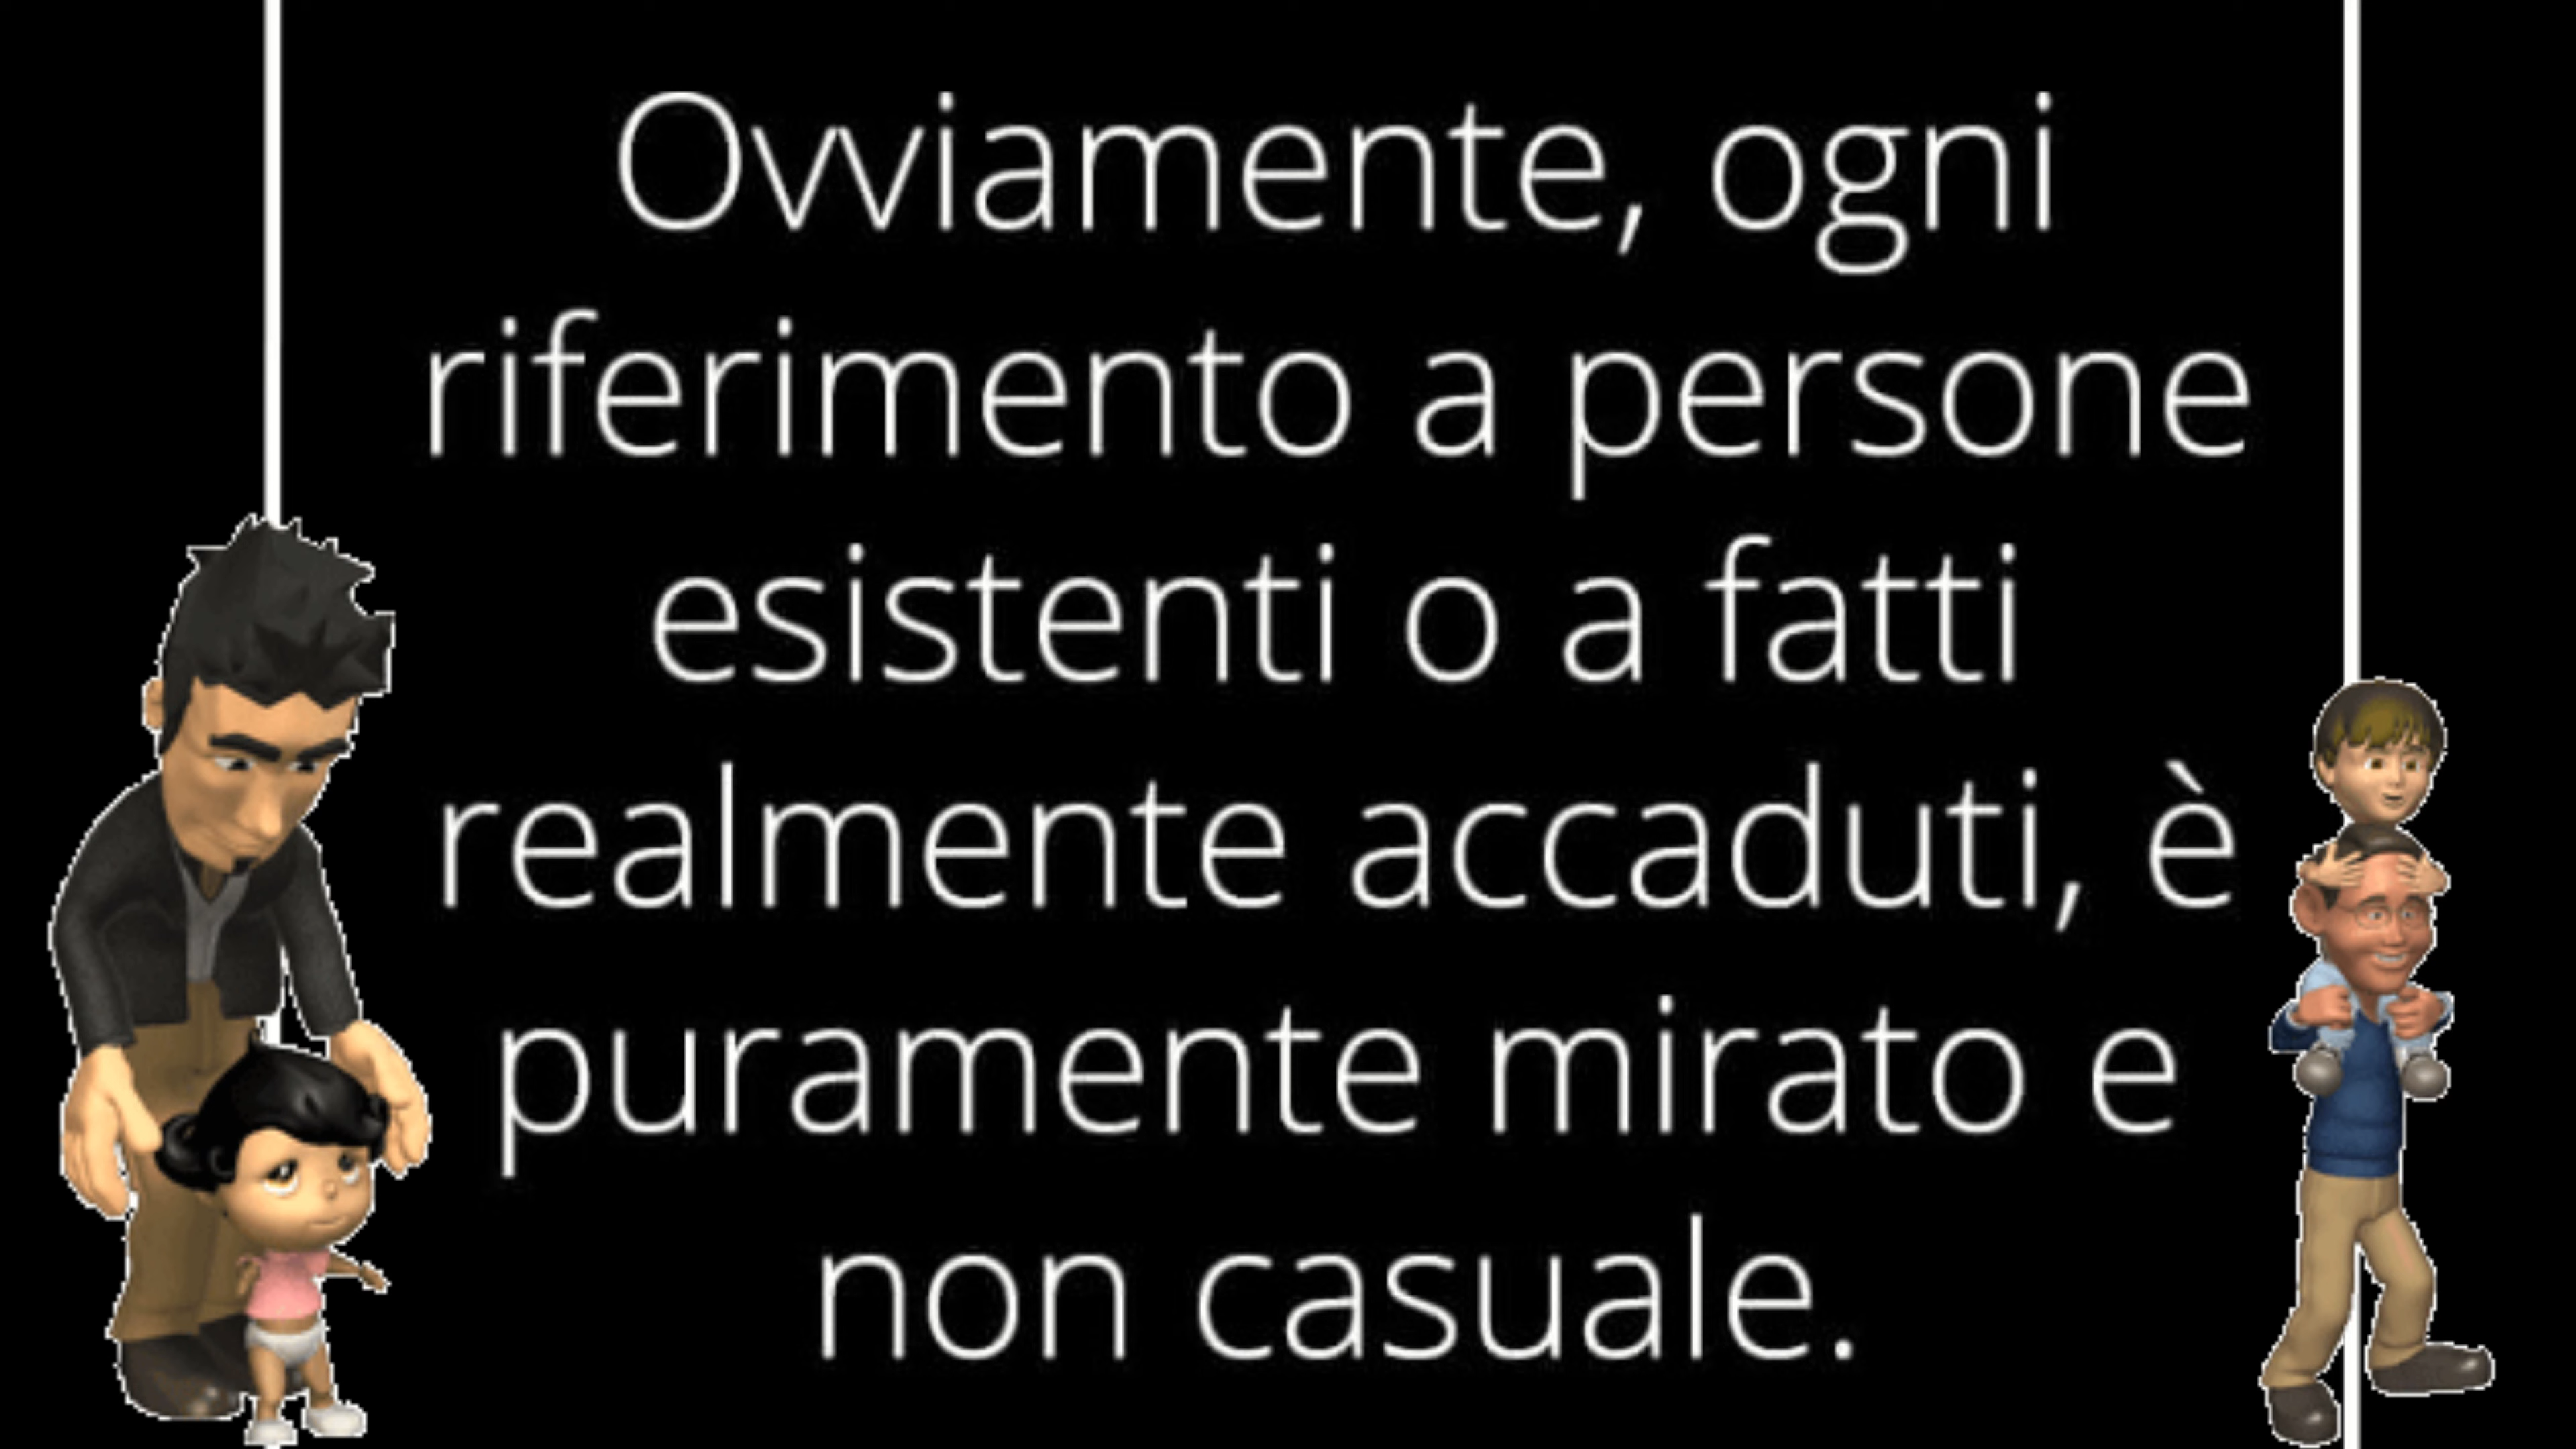 Ovviamente, ogni
riferimento a persone
esistenti o a fatti
realmente accaduti, è
puramente mirato e
non casuale.